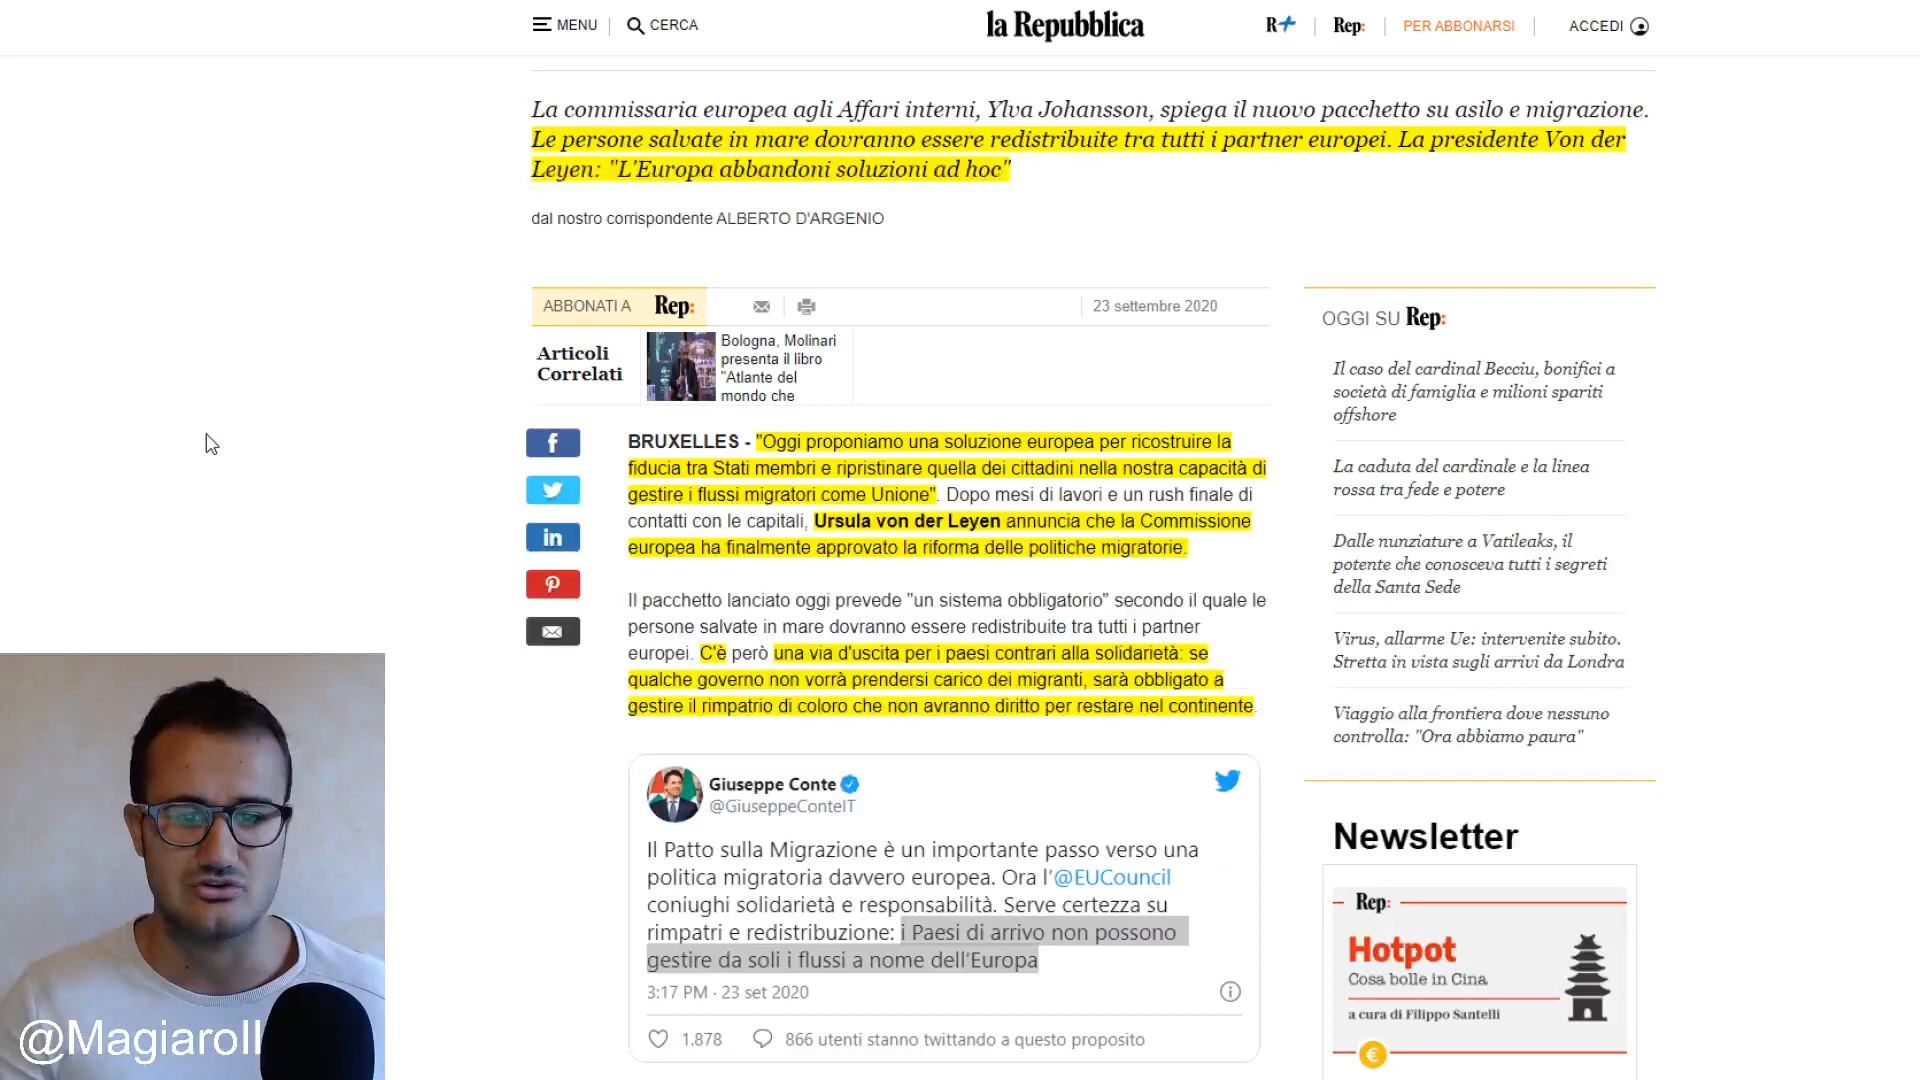 MENU
CERCA
la Repubblica
R+
Rep:
PER ABBONARSI
ACCEDI
La commissaria europea agli Affari interni, Ylva Johansson, spiega il nuovo pacchetto su asilo e migrazione.
Le persone salvate in mare dovranno essere redistribuite tra tutti i partner europei. La presidente Von der
Leyen: "L'Europa abbandoni soluzioni ad hoc"
dal nostro corrispondente ALBERTO D'ARGENIO
ABBONATI A Rep:
23 settembre 2020
Articoli
Correlati
Bologna, Molinari
presenta il libro
"Atlante del
mondo che
BRUXELLES - "Oggi proponiamo una soluzione europea per ricostruire la
fiducia tra Stati membri e ripristinare quella dei cittadini nella nostra capacità di
gestire i flussi migratori come Unione". Dopo mesi di lavori e un rush finale di
contatti con le capitali, Ursula von der Leyen annuncia che la Commissione
europea ha finalmente approvato la riforma delle politiche migratorie.
Il pacchetto lanciato oggi prevede "un sistema obbligatorio" secondo il quale le
persone salvate in mare dovranno essere redistribuite tra tutti i partner
europei. C'è però una via d'uscita per i paesi contrari alla solidarietà: se
qualche governo non vorrà prendersi carico dei migranti, sarà obbligato a
gestire il rimpatrio di coloro che non avranno diritto per restare nel continente.
Giuseppe Conte
@GiuseppeConteIT
Il Patto sulla Migrazione è un importante passo verso una
politica migratoria davvero europea. Ora l'@EUCouncil
coniughi solidarietà e responsabilità. Serve certezza su
rimpatri e redistribuzione: i Paesi di arrivo non possono
gestire da soli i flussi a nome dell'Europa
3:17 PM · 23 set 2020
1.878
866 utenti stanno twittando a questo proposito
OGGI SU Rep:
Il caso del cardinal Becciu, bonifici a
società di famiglia e milioni spariti
offshore
La caduta del cardinale e la linea
rossa tra fede e potere
Dalle nunziature a Vatileaks, il
potente che conosceva tutti i segreti
della Santa Sede
Virus, allarme Ue: intervenite subito.
Stretta in vista sugli arrivi da Londra
Viaggio alla frontiera dove nessuno
controlla: "Ora abbiamo paura"
Newsletter
Rep:
Hotpot
Cosa bolle in Cina
a cura di Filippo Santelli
€
@Magiaroll